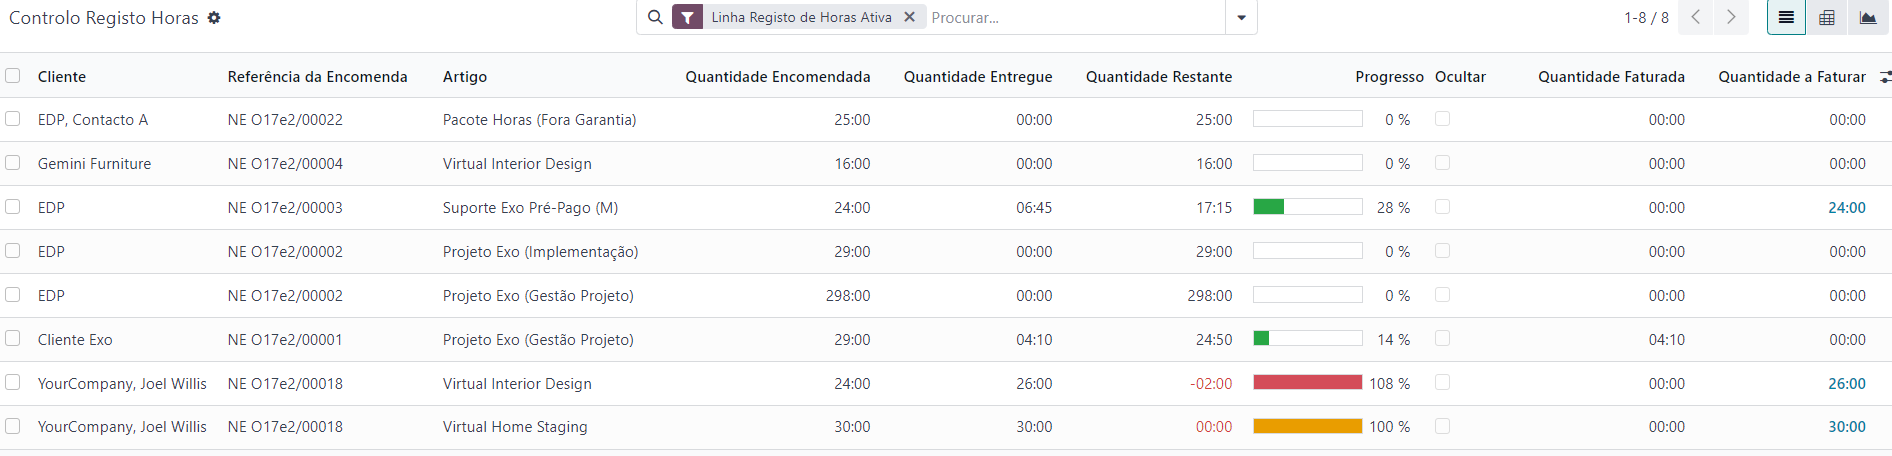 Controlo Registo Horas
Linha Registo de Horas Ativa
Procurar...
1-8 / 8
Cliente Referência da Encomenda Artigo Quantidade Encomendada Quantidade Entregue Quantidade Restante Progresso Ocultar Quantidade Faturada Quantidade a Faturar
EDP, Contacto A NE O17e2/00022 Pacote Horas (Fora Garantia) 25:00 00:00 25:00 0 % 00:00 00:00
Gemini Furniture NE O17e2/00004 Virtual Interior Design 16:00 00:00 16:00 0 % 00:00 00:00
EDP NE O17e2/00003 Suporte Exo Pré-Pago (M) 24:00 06:45 17:15 28 % 00:00 24:00
EDP NE O17e2/00002 Projeto Exo (Implementação) 29:00 00:00 29:00 0 % 00:00 00:00
EDP NE O17e2/00002 Projeto Exo (Gestão Projeto) 298:00 00:00 298:00 0 % 00:00 00:00
Cliente Exo NE O17e2/00001 Projeto Exo (Gestão Projeto) 29:00 04:10 24:50 14 % 04:10 00:00
YourCompany, Joel Willis NE O17e2/00018 Virtual Interior Design 24:00 26:00 -02:00 108 % 00:00 26:00
YourCompany, Joel Willis NE O17e2/00018 Virtual Home Staging 30:00 30:00 00:00 100 % 00:00 30:00